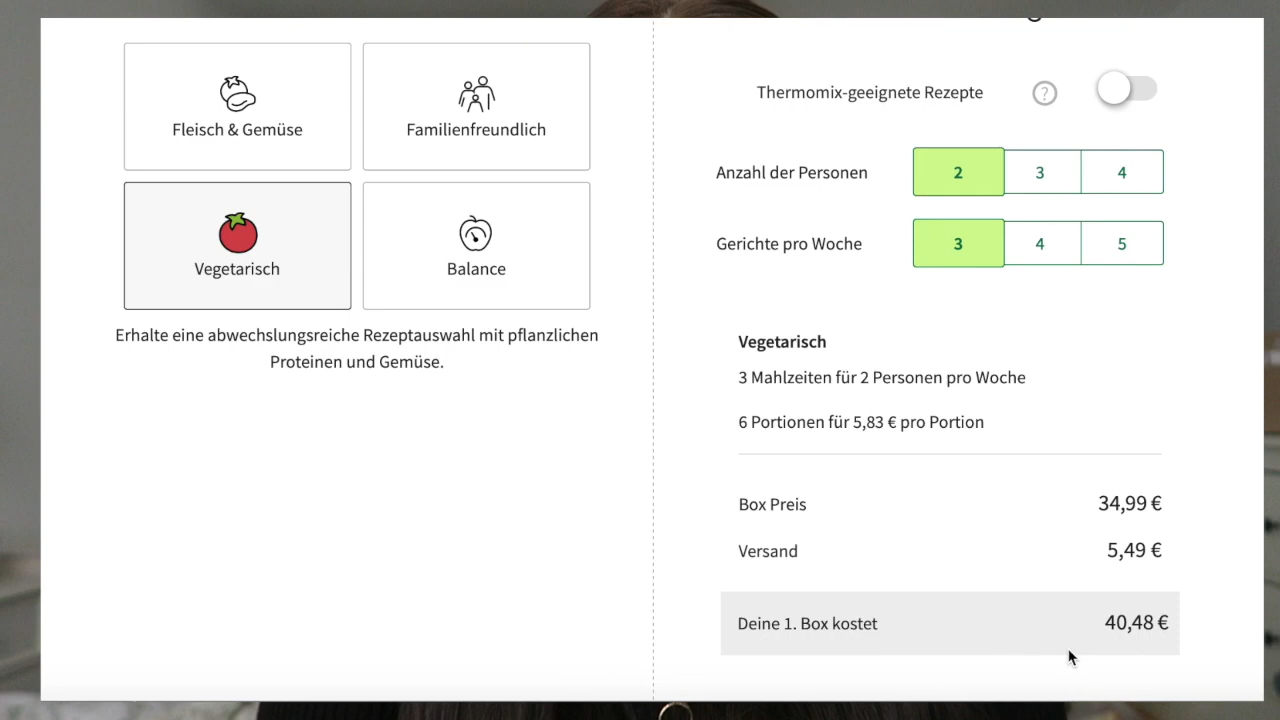 Fleisch & Gemüse
Familienfreundlich
Vegetarisch
Balance
Erhalte eine abwechslungsreiche Rezeptauswahl mit pflanzlichen
Proteinen und Gemüse.
Thermomix-geeignete Rezepte ?
Anzahl der Personen 2 3 4
Gerichte pro Woche 3 4 5
Vegetarisch
3 Mahlzeiten für 2 Personen pro Woche
6 Portionen für 5,83 € pro Portion
Box Preis 34,99 €
Versand 5,49 €
Deine 1. Box kostet 40,48 €